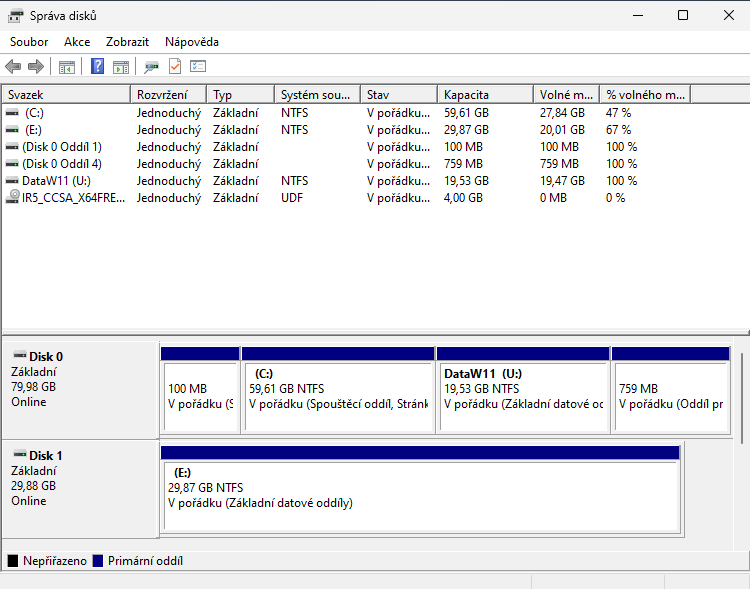 Správa disků
Soubor Akce Zobrazit Nápověda
Svazek Rozvržení Typ Systém sou... Stav Kapacita Volné m... % volného m...
(C:) Jednoduchý Základní NTFS V pořádku... 59,61 GB 27,84 GB 47 %
(E:) Jednoduchý Základní NTFS V pořádku... 29,87 GB 20,01 GB 67 %
(Disk 0 Oddíl 1) Jednoduchý Základní V pořádku... 100 MB 100 MB 100 %
(Disk 0 Oddíl 4) Jednoduchý Základní V pořádku... 759 MB 759 MB 100 %
DataW11 (U:) Jednoduchý Základní NTFS V pořádku... 19,53 GB 19,47 GB 100 %
IR5_CCSA_X64FRE... Jednoduchý Základní UDF V pořádku... 4,00 GB 0 MB 0 %
Disk 0
Základní
79,98 GB
Online
100 MB
V pořádku (S
(C:)
59,61 GB NTFS
V pořádku (Spouštěcí oddíl, Stránk
DataW11 (U:)
19,53 GB NTFS
V pořádku (Základní datové oc
759 MB
V pořádku (Oddíl pr
Disk 1
Základní
29,88 GB
Online
(E:)
29,87 GB NTFS
V pořádku (Základní datové oddíly)
Nepřiřazeno Primární oddíl